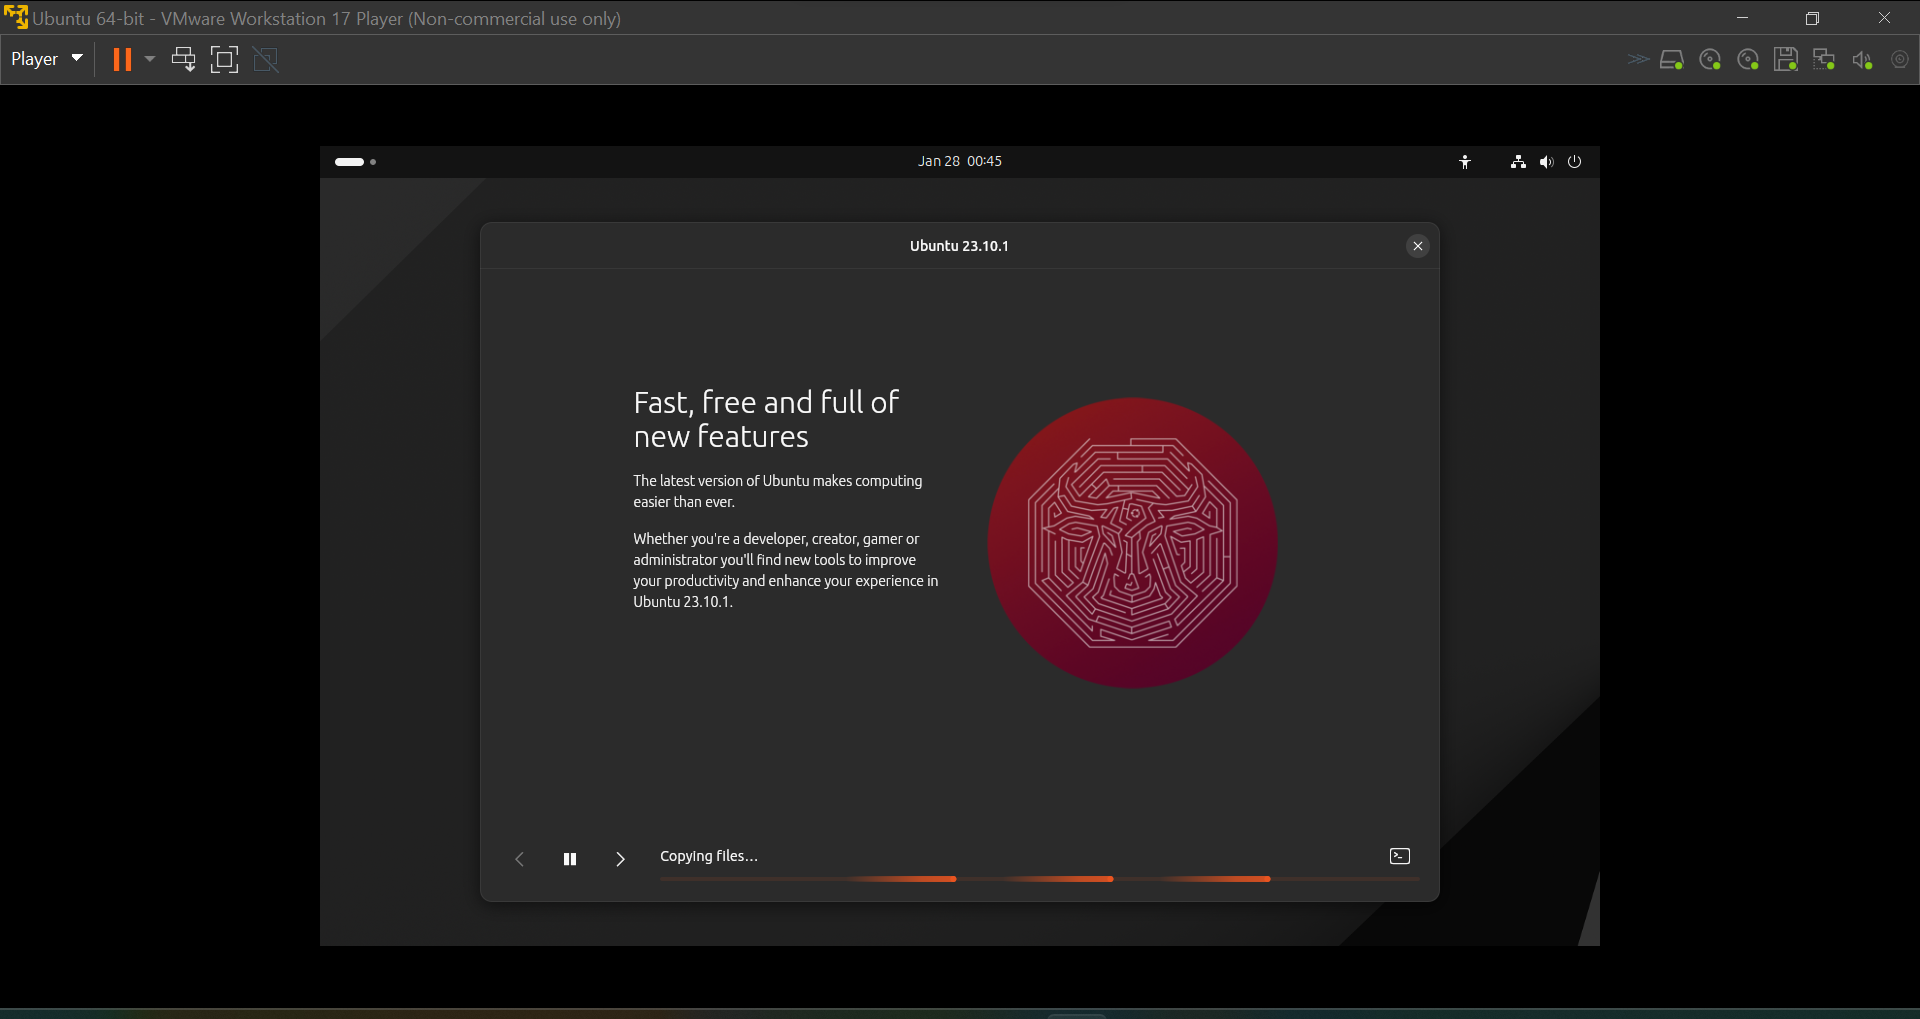 Ubuntu 64-bit - VMware Workstation 17 Player (Non-commercial use only)
Player
Jan 28 00:45
Ubuntu 23.10.1
Fast, free and full of
new features
The latest version of Ubuntu makes computing
easier than ever.
Whether you're a developer, creator, gamer or
administrator you'll find new tools to improve
your productivity and enhance your experience in
Ubuntu 23.10.1.
Copying files...